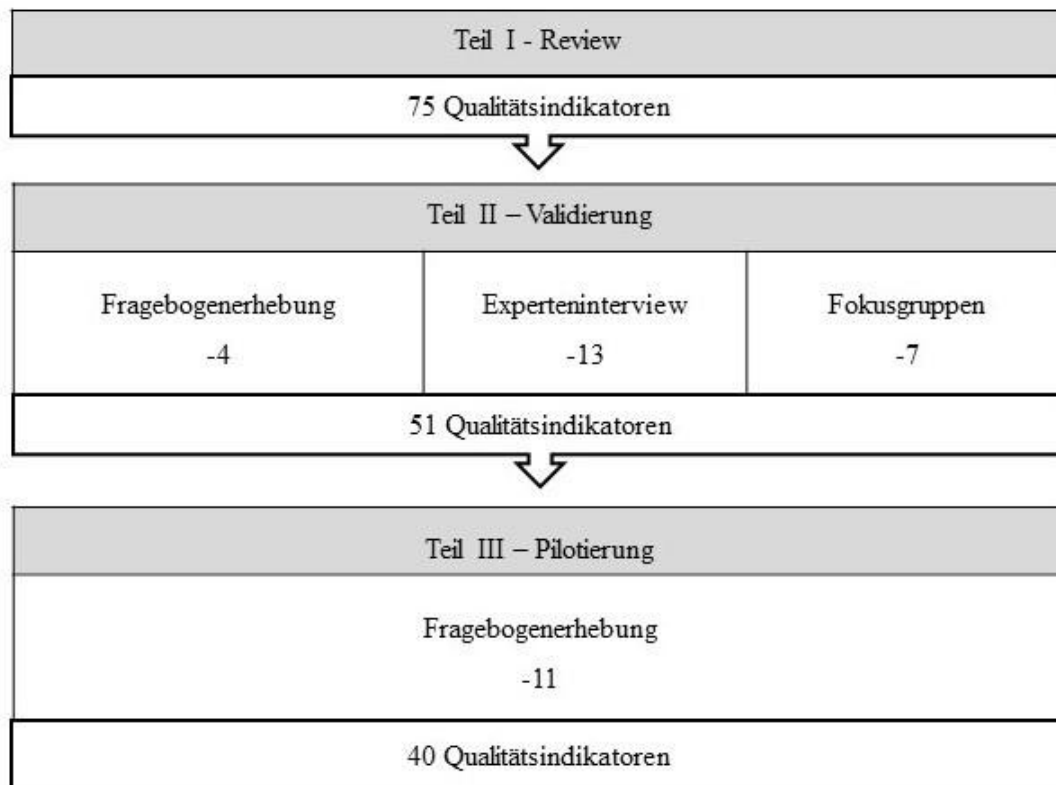 Teil I - Review
75 Qualitätsindikatoren
Teil II – Validierung
Fragebogenerhebung
-4
Experteninterview
-13
Fokusgruppen
-7
51 Qualitätsindikatoren
Teil III – Pilotierung
Fragebogenerhebung
-11
40 Qualitätsindikatoren